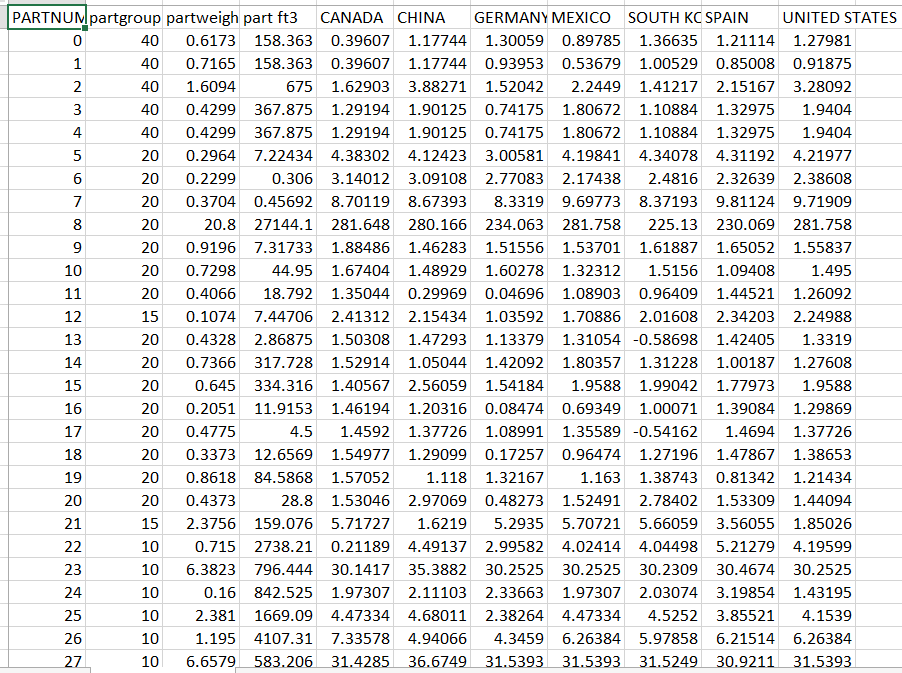 PARTNUM partgroup partweigh part ft3 CANADA CHINA GERMANY MEXICO SOUTH KO SPAIN UNITED STATES
0 40 0.6173 158.363 0.39607 1.17744 1.30059 0.89785 1.36635 1.21114 1.27981
1 40 0.7165 158.363 0.39607 1.17744 0.93953 0.53679 1.00529 0.85008 0.91875
2 40 1.6094 675 1.62903 3.88271 1.52042 2.2449 1.41217 2.15167 3.28092
3 40 0.4299 367.875 1.29194 1.90125 0.74175 1.80672 1.10884 1.32975 1.9404
4 40 0.4299 367.875 1.29194 1.90125 0.74175 1.80672 1.10884 1.32975 1.9404
5 20 0.2964 7.22434 4.38302 4.12423 3.00581 4.19841 4.34078 4.31192 4.21977
6 20 0.2299 0.306 3.14012 3.09108 2.77083 2.17438 2.4816 2.32639 2.38608
7 20 0.3704 0.45692 8.70119 8.67393 8.3319 9.69773 8.37193 9.81124 9.71909
8 20 20.8 27144.1 281.648 280.166 234.063 281.758 225.13 230.069 281.758
9 20 0.9196 7.31733 1.88486 1.46283 1.51556 1.53701 1.61887 1.65052 1.55837
10 20 0.7298 44.95 1.67404 1.48929 1.60278 1.32312 1.5156 1.09408 1.495
11 20 0.4066 18.792 1.35044 0.29969 0.04696 1.08903 0.96409 1.44521 1.26092
12 15 0.1074 7.44706 2.41312 2.15434 1.03592 1.70886 2.01608 2.34203 2.24988
13 20 0.4328 2.86875 1.50308 1.47293 1.13379 1.31054 -0.58698 1.42405 1.3319
14 20 0.7366 317.728 1.52914 1.05044 1.42092 1.80357 1.31228 1.00187 1.27608
15 20 0.645 334.316 1.40567 2.56059 1.54184 1.9588 1.99042 1.77973 1.9588
16 20 0.2051 11.9153 1.46194 1.20316 0.08474 0.69349 1.00071 1.39084 1.29869
17 20 0.4775 4.5 1.4592 1.37726 1.08991 1.35589 -0.54162 1.4694 1.37726
18 20 0.3373 12.6569 1.54977 1.29099 0.17257 0.96474 1.27196 1.47867 1.38653
19 20 0.8618 84.5868 1.57052 1.118 1.32167 1.163 1.38743 0.81342 1.21434
20 20 0.4373 28.8 1.53046 2.97069 0.48273 1.52491 2.78402 1.53309 1.44094
21 15 2.3756 159.076 5.71727 1.6219 5.2935 5.70721 5.66059 3.56055 1.85026
22 10 0.715 2738.21 0.21189 4.49137 2.99582 4.02414 4.04498 5.21279 4.19599
23 10 6.3823 796.444 30.1417 35.3882 30.2525 30.2525 30.2309 30.4674 30.2525
24 10 0.16 842.525 1.97307 2.11103 2.33663 1.97307 2.03074 3.19854 1.43195
25 10 2.381 1669.09 4.47334 4.68011 2.38264 4.47334 4.5252 3.85521 4.1539
26 10 1.195 4107.31 7.33578 4.94066 4.3459 6.26384 5.97858 6.21514 6.26384
27 10 6.6579 583.206 31.4285 36.6749 31.5393 31.5393 31.5249 30.9211 31.5393